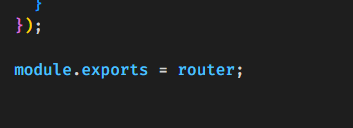 }
});
module.exports = router;